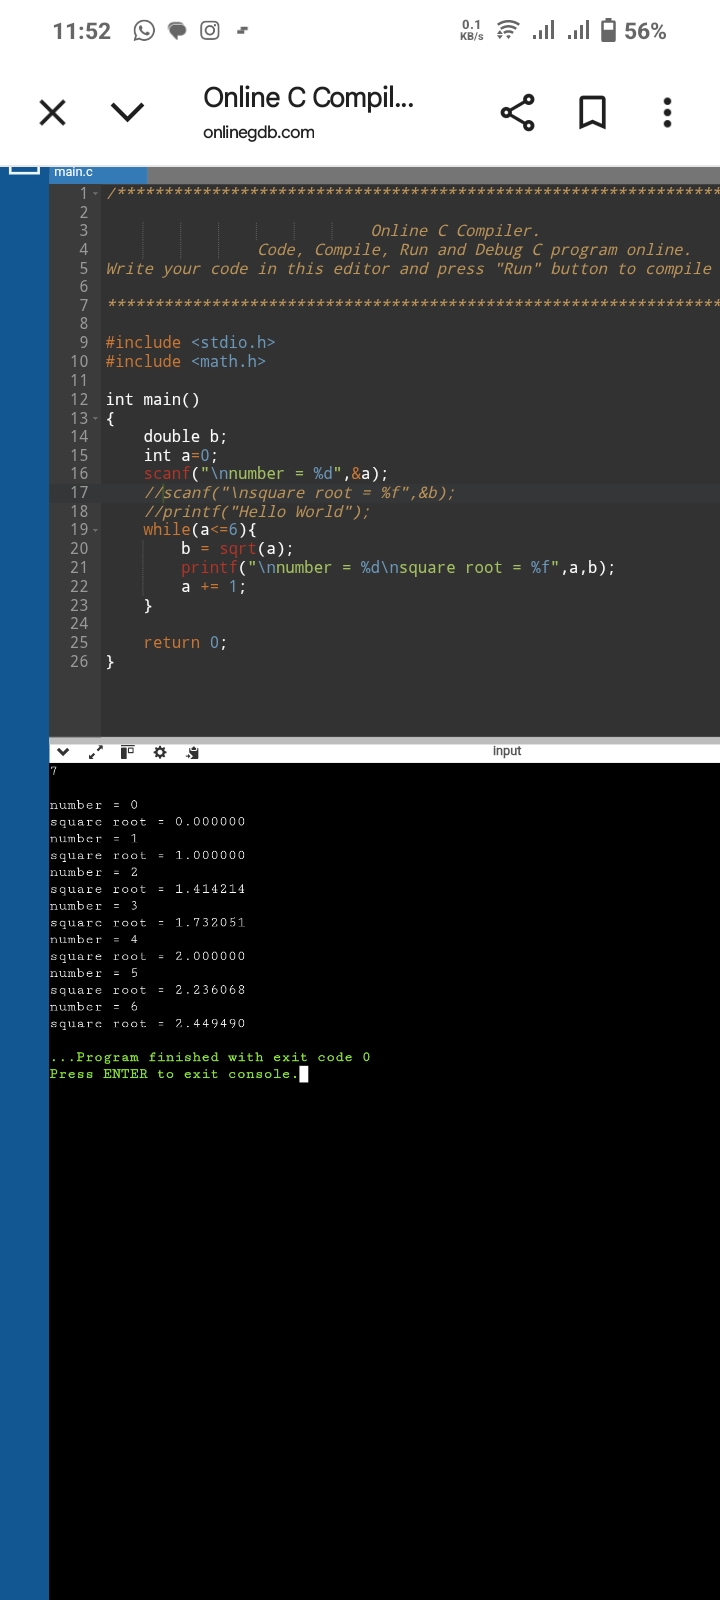 11:52 0.1 KB/s 56%
Online C Compil...
onlinegdb.com
main.c
1 /******************************************************************
2
3 Online C Compiler.
4 Code, Compile, Run and Debug C program online.
5 Write your code in this editor and press "Run" button to compile
6
7 ******************************************************************
8
9 #include <stdio.h>
10 #include <math.h>
11
12 int main()
13 {
14 double b;
15 int a=0;
16 scanf("\nnumber = %d",&a);
17 //scanf("\nsquare root = %f",&b);
18 //printf("Hello World");
19 while(a<=6){
20 b = sqrt(a);
21 printf("\nnumber = %d\nsquare root = %f",a,b);
22 a += 1;
23 }
24
25 return 0;
26 }
input
7
number = 0
square root = 0.000000
number = 1
square root = 1.000000
number = 2
square root = 1.414214
number = 3
square root = 1.732051
number = 4
square root = 2.000000
number = 5
square root = 2.236068
number = 6
square root = 2.449490
...Program finished with exit code 0
Press ENTER to exit console.